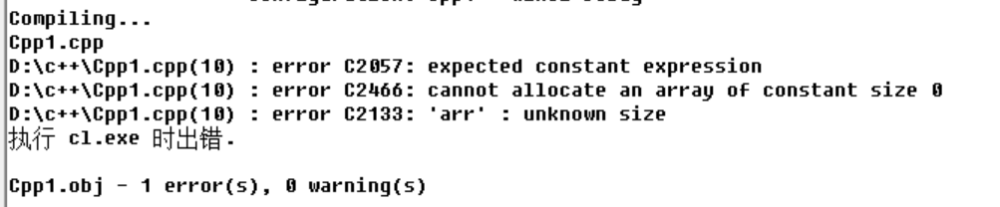 Compiling...
Cpp1.cpp
D:\c++\Cpp1.cpp(10) : error C2057: expected constant expression
D:\c++\Cpp1.cpp(10) : error C2466: cannot allocate an array of constant size 0
D:\c++\Cpp1.cpp(10) : error C2133: 'arr' : unknown size
执行 cl.exe 时出错.
Cpp1.obj - 1 error(s), 0 warning(s)